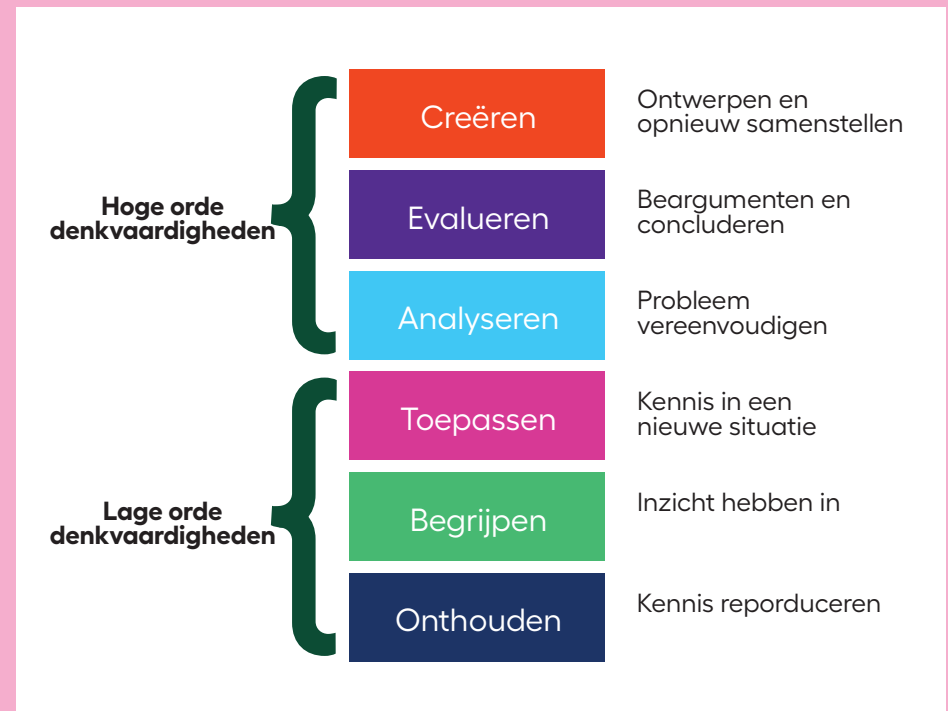 Creëren
Ontwerpen en
opnieuw samenstellen
Hoge orde
denkvaardigheden
Evalueren
Beargumenten en
concluderen
Analyseren
Probleem
vereenvoudigen
Toepassen
Kennis in een
nieuwe situatie
Lage orde
denkvaardigheden
Begrijpen
Inzicht hebben in
Onthouden
Kennis reporduceren